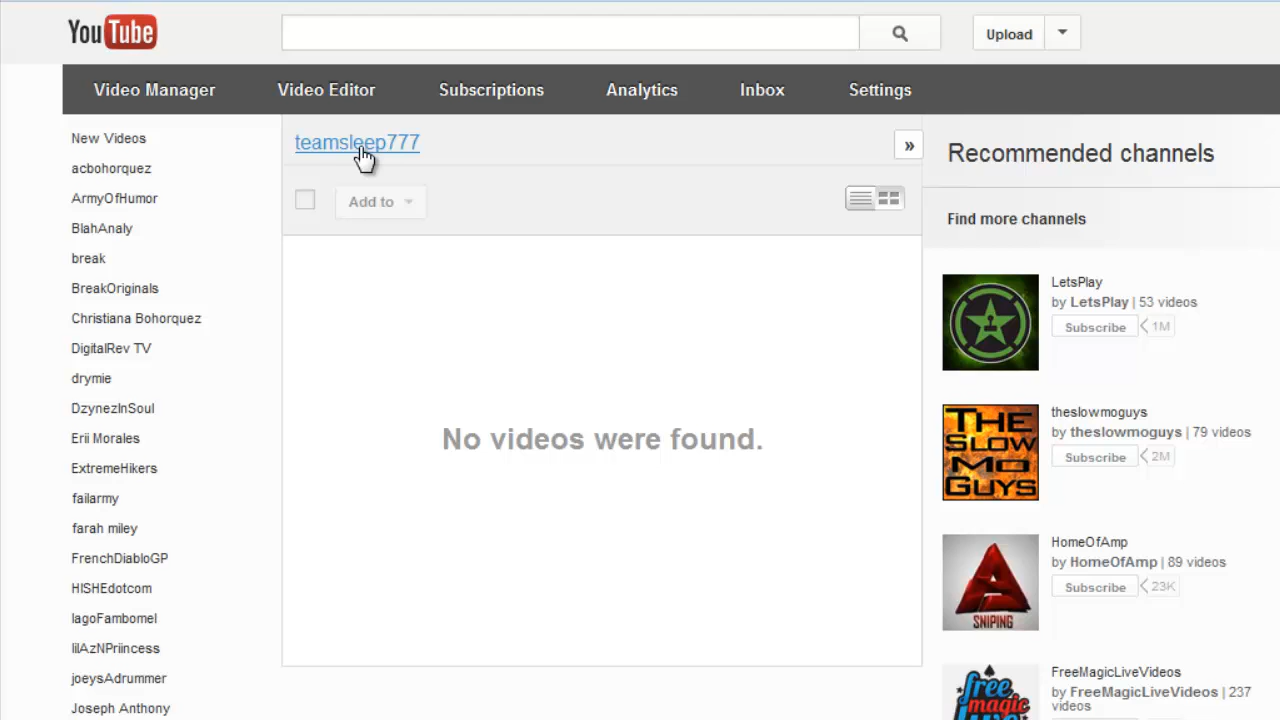 YouTube
Upload
Video Manager
Video Editor
Subscriptions
Analytics
Inbox
Settings
New Videos
acbohorquez
ArmyOfHumor
BlahAnaly
break
BreakOriginals
Christiana Bohorquez
DigitalRev TV
drymie
DzynezInSoul
Erii Morales
ExtremeHikers
failarmy
farah miley
FrenchDiabloGP
HISHEdotcom
IagoFambomel
lilAzNPriincess
joeysAdrummer
Joseph Anthony
teamsleep777
»
Add to
No videos were found.
Recommended channels
Find more channels
LetsPlay
by LetsPlay | 53 videos
Subscribe 1M
THE
SLOW
MO
GUYS
theslowmoguys
by theslowmoguys | 79 videos
Subscribe 2M
SNIPING
HomeOfAmp
by HomeOfAmp | 89 videos
Subscribe 23K
free
magic
live
FreeMagicLiveVideos
by FreeMagicLiveVideos | 237
videos